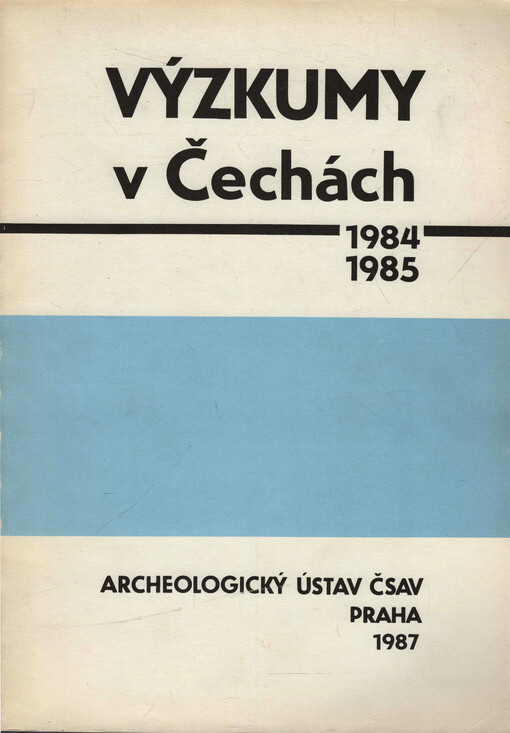 VÝZKUMY
v Čechách
1984
1985
ARCHEOLOGICKÝ ÚSTAV ČSAV
PRAHA
1987